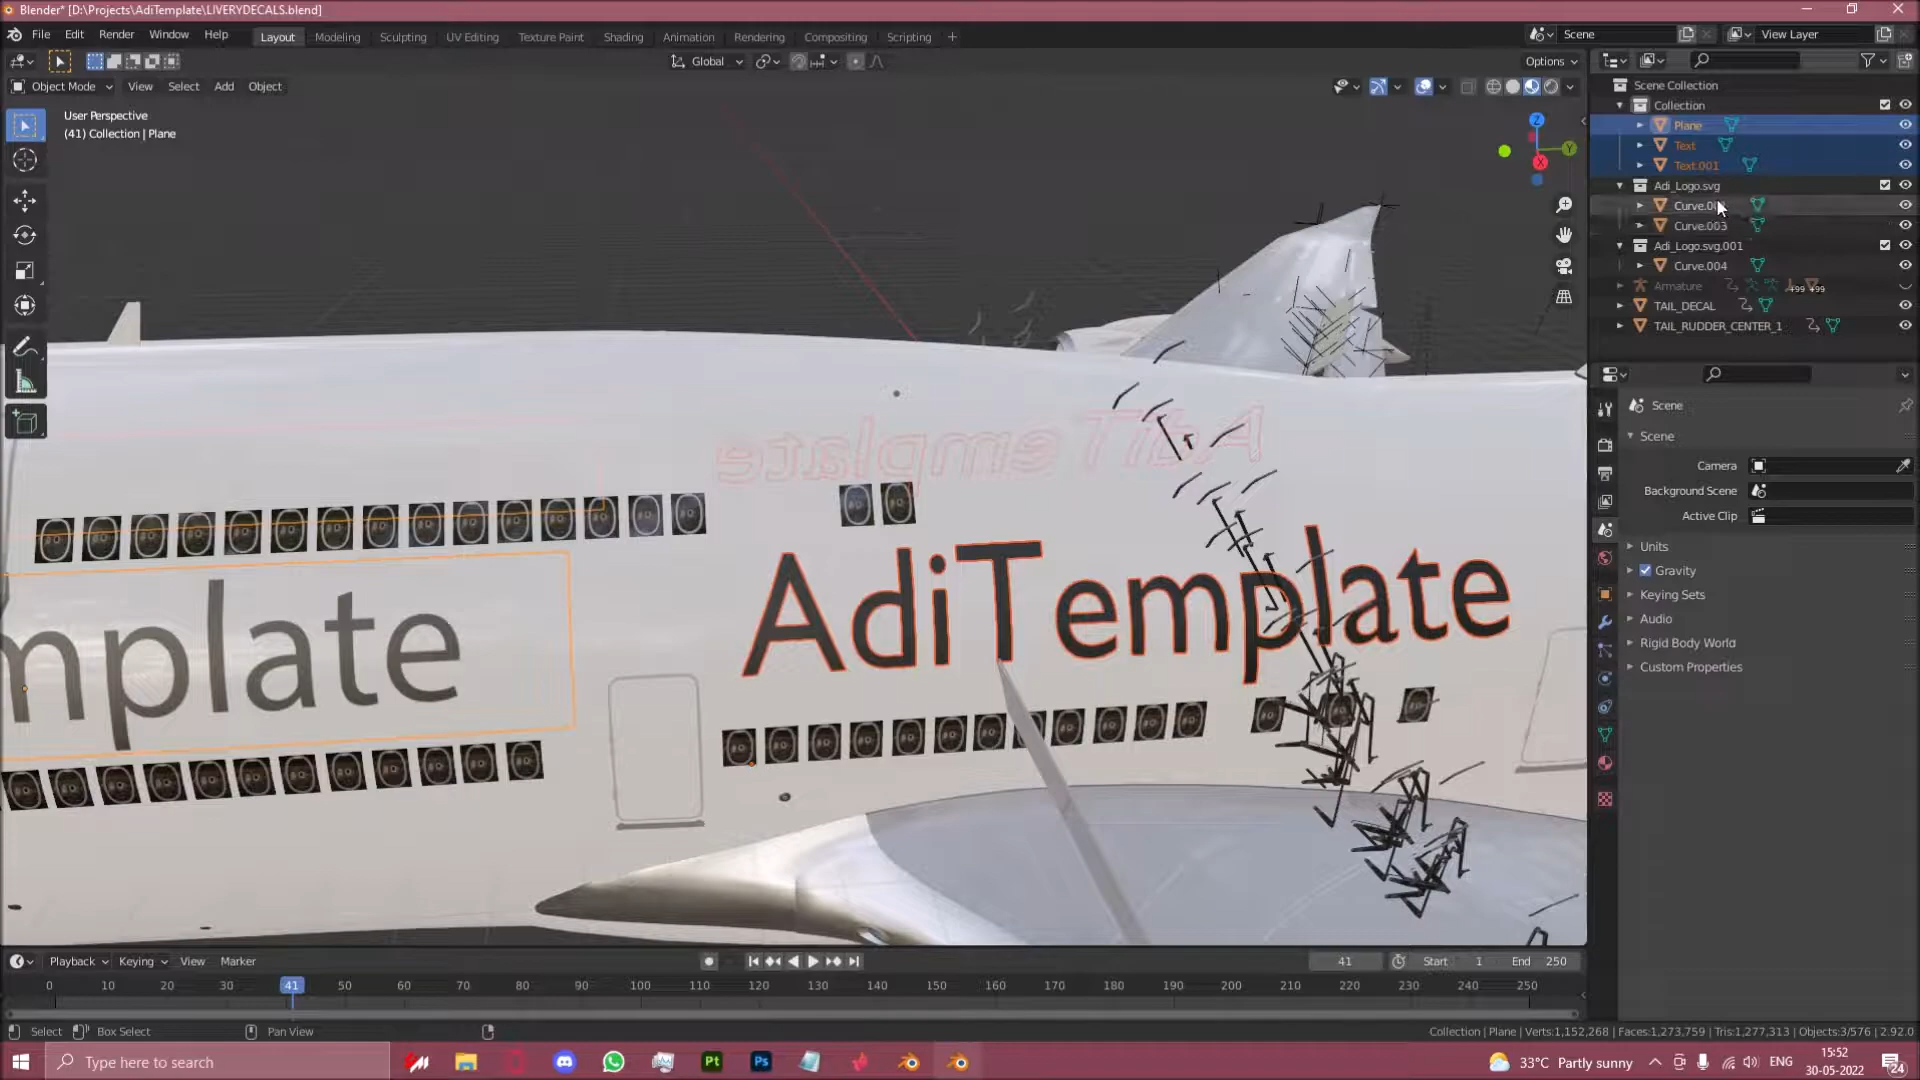 Blender* [D:\Projects\AdiTemplate\LIVERYDECALS.blend]
File Edit Render Window Help
Layout Modeling Sculpting UV Editing Texture Paint Shading Animation Rendering Compositing Scripting +
Scene
View Layer
Global
Options
Object Mode View Select Add Object
User Perspective
(41) Collection | Plane
Z
Y
X
Scene Collection
Collection
Plane
Text
Text.001
Adi_Logo.svg
Curve.003
Adi_Logo.svg.001
Curve.004
Armature
+99 +99
TAIL_DECAL
TAIL_RUDDER_CENTER_1
AdiTemplate
mplate
AdiTemplate
Scene
Scene
Camera
Background Scene
Active Clip
Units
Gravity
Keying Sets
Audio
Rigid Body World
Custom Properties
Playback Keying View Marker
41 Start 1 End 250
0 10 20 30 41 50 60 70 80 90 100 110 120 130 140 150 160 170 180 190 200 210 220 230 240 250
Select Box Select Pan View
Collection | Plane | Verts:1,152,268 | Faces:1,273,759 | Tris:1,277,313 | Objects:3/576 | 2.92.0
Type here to search
Pt
Ps
33°C Partly sunny
ENG
15:52
30-05-2022
24